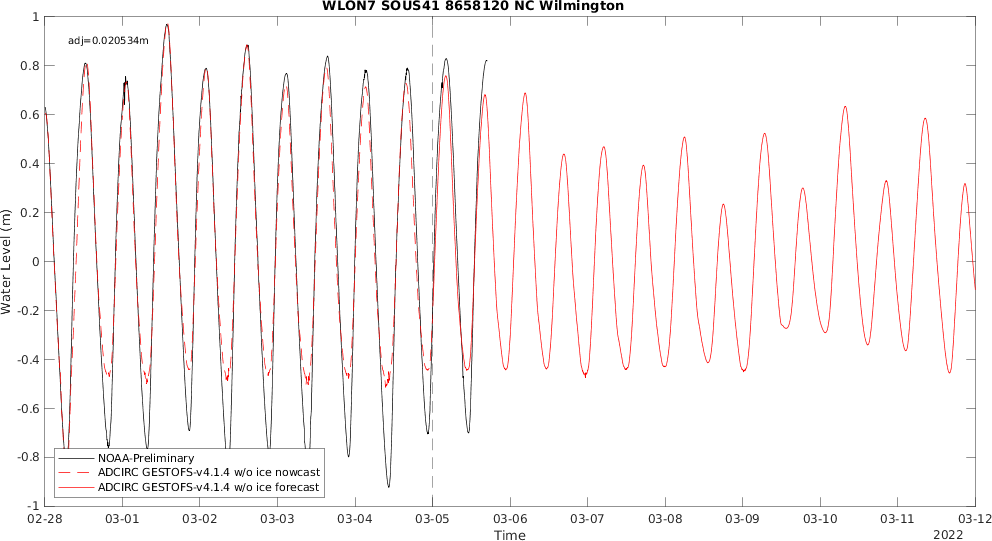 WLON7 SOUS41 8658120 NC Wilmington
adj=0.020534m
1
0.8
0.6
0.4
0.2
0
-0.2
-0.4
-0.6
-0.8
-1
Water Level (m)
NOAA-Preliminary
ADCIRC GESTOFS-v4.1.4 w/o ice nowcast
ADCIRC GESTOFS-v4.1.4 w/o ice forecast
02-28 03-01 03-02 03-03 03-04 03-05 03-06 03-07 03-08 03-09 03-10 03-11 03-12
Time
2022